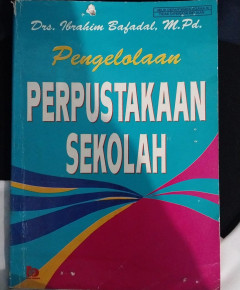 Drs. Ibrahim Bafadal, M.Pd.
Pengelolaan
PERPUSTAKAAN
SEKOLAH